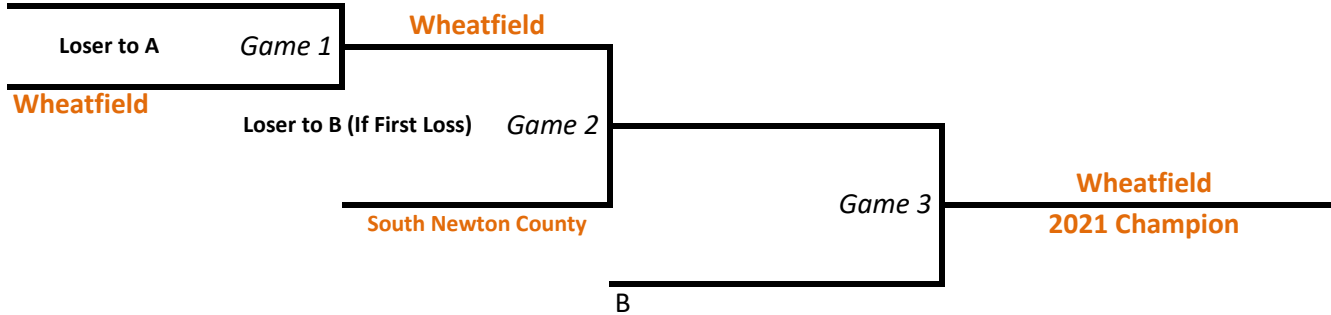 Wheatfield
Loser to A Game 1
Wheatfield
Loser to B (If First Loss) Game 2
Wheatfield
Game 3
South Newton County
2021 Champion
B